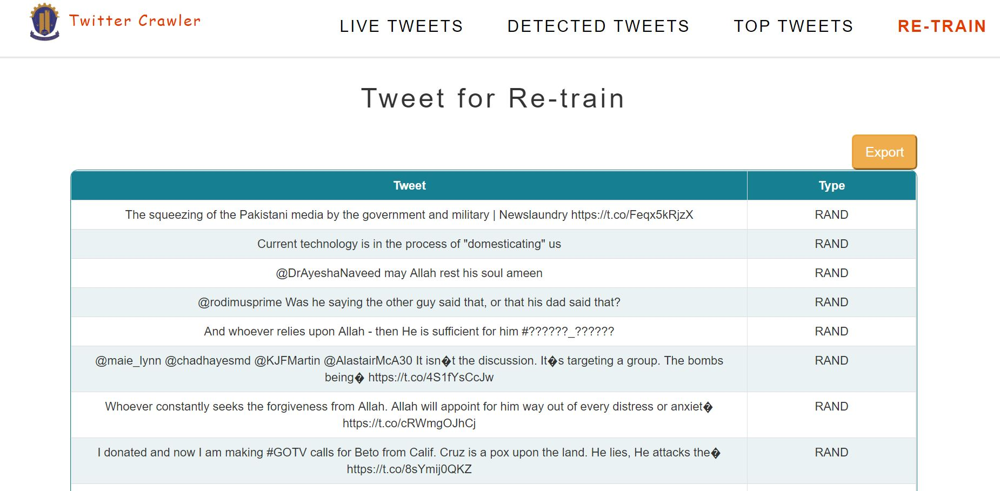 Twitter Crawler
LIVE TWEETS
DETECTED TWEETS
TOP TWEETS
RE-TRAIN
Tweet for Re-train
Export
Tweet Type
The squeezing of the Pakistani media by the government and military | Newslaundry https://t.co/Feqx5kRjzX RAND
Current technology is in the process of "domesticating" us RAND
@DrAyeshaNaveed may Allah rest his soul ameen RAND
@rodimusprime Was he saying the other guy said that, or that his dad said that? RAND
And whoever relies upon Allah - then He is sufficient for him #??????_?????? RAND
@maie_lynn @chadhayesmd @KJFMartin @AlastairMcA30 It isn�t the discussion. It�s targeting a group. The bombs RAND
being� https://t.co/4S1fYsCcJw
Whoever constantly seeks the forgiveness from Allah. Allah will appoint for him way out of every distress or anxiet� RAND
https://t.co/cRWmgOJhCj
I donated and now I am making #GOTV calls for Beto from Calif. Cruz is a pox upon the land. He lies, He attacks the� RAND
https://t.co/8sYmij0QKZ